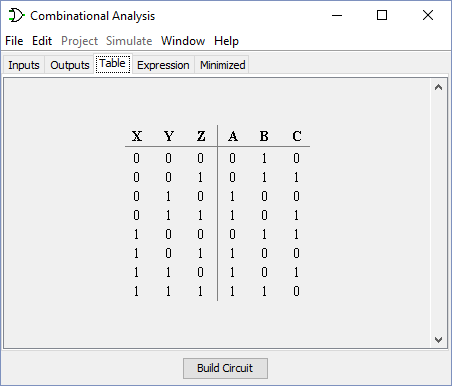 Combinational Analysis
File Edit Project Simulate Window Help
Inputs Outputs Table Expression Minimized
X Y Z A B C
0 0 0 0 1 0
0 0 1 0 1 1
0 1 0 1 0 0
0 1 1 1 0 1
1 0 0 0 1 1
1 0 1 1 0 0
1 1 0 1 0 1
1 1 1 1 1 0
Build Circuit